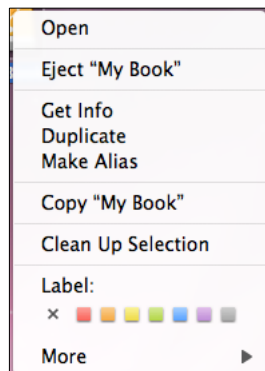 Open
Eject “My Book”
Get Info
Duplicate
Make Alias
Copy “My Book”
Clean Up Selection
Label:
×
More